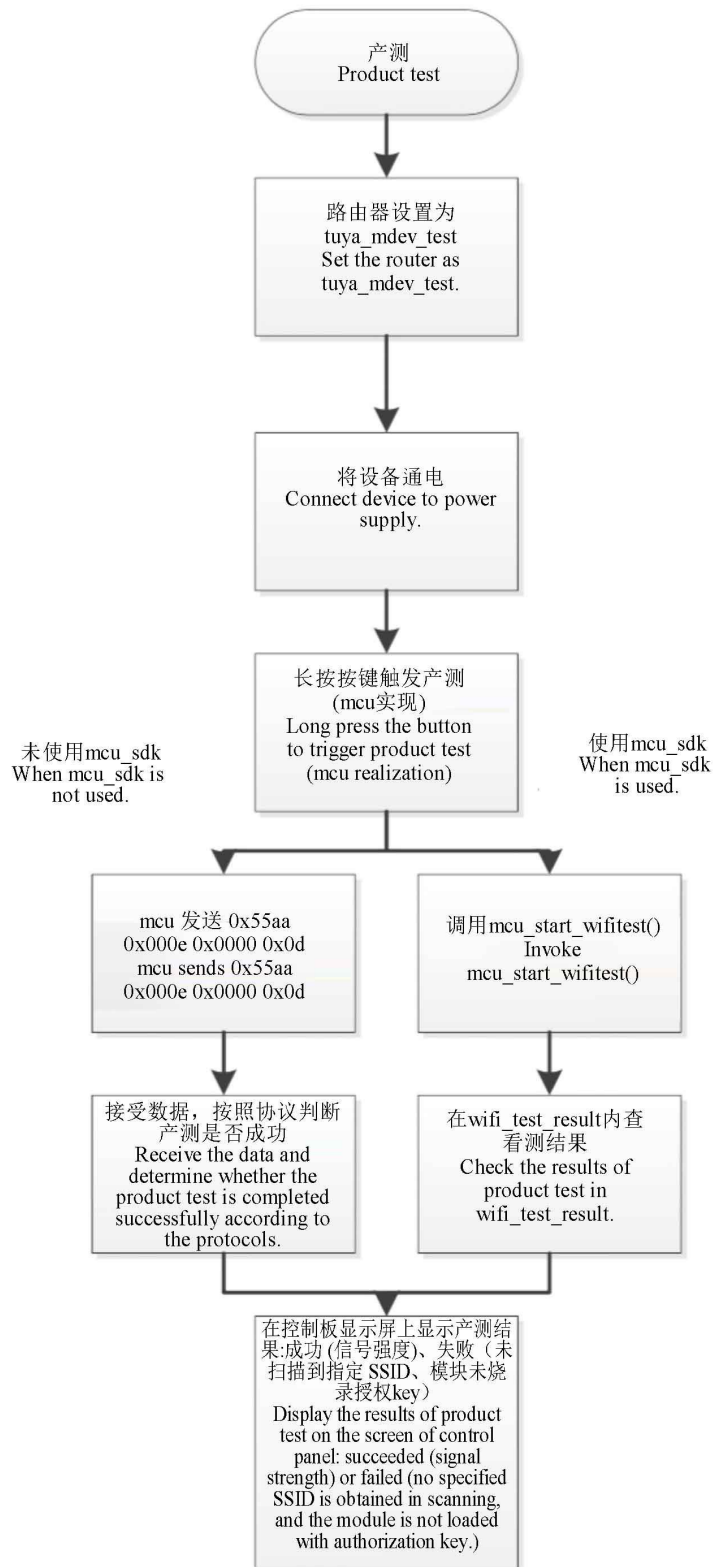 产测
Product test
路由器设置为
tuya_mdev_test
Set the router as
tuya_mdev_test.
将设备通电
Connect device to power
supply.
长按按键触发产测
(mcu实现)
Long press the button
to trigger product test
(mcu realization)
未使用mcu_sdk
When mcu_sdk is
not used.
使用mcu_sdk
When mcu_sdk
is used.
mcu 发送 0x55aa
0x000e 0x0000 0x0d
mcu sends 0x55aa
0x000e 0x0000 0x0d
调用mcu_start_wifitest()
Invoke
mcu_start_wifitest()
接受数据，按照协议判断
产测是否成功
Receive the data and
determine whether the
product test is completed
successfully according to
the protocols.
在wifi_test_result内查
看测结果
Check the results of
product test in
wifi_test_result.
在控制板显示屏上显示产测结
果:成功 (信号强度)、失败（未
扫描到指定 SSID、模块未烧
录授权key）
Display the results of product
test on the screen of control
panel: succeeded (signal
strength) or failed (no specified
SSID is obtained in scanning,
and the module is not loaded
with authorization key.)